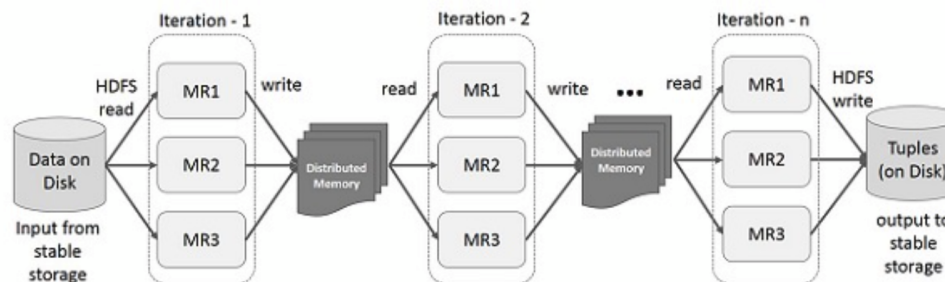 Iteration - 1
Iteration - 2
Iteration - n
HDFS
read
write
read
write
...
read
HDFS
write
MR1
MR2
MR3
MR1
MR2
MR3
MR1
MR2
MR3
Data on
Disk
Distributed
Memory
Distributed
Memory
Tuples
(on Disk)
Input from
stable
storage
output to
stable
storage